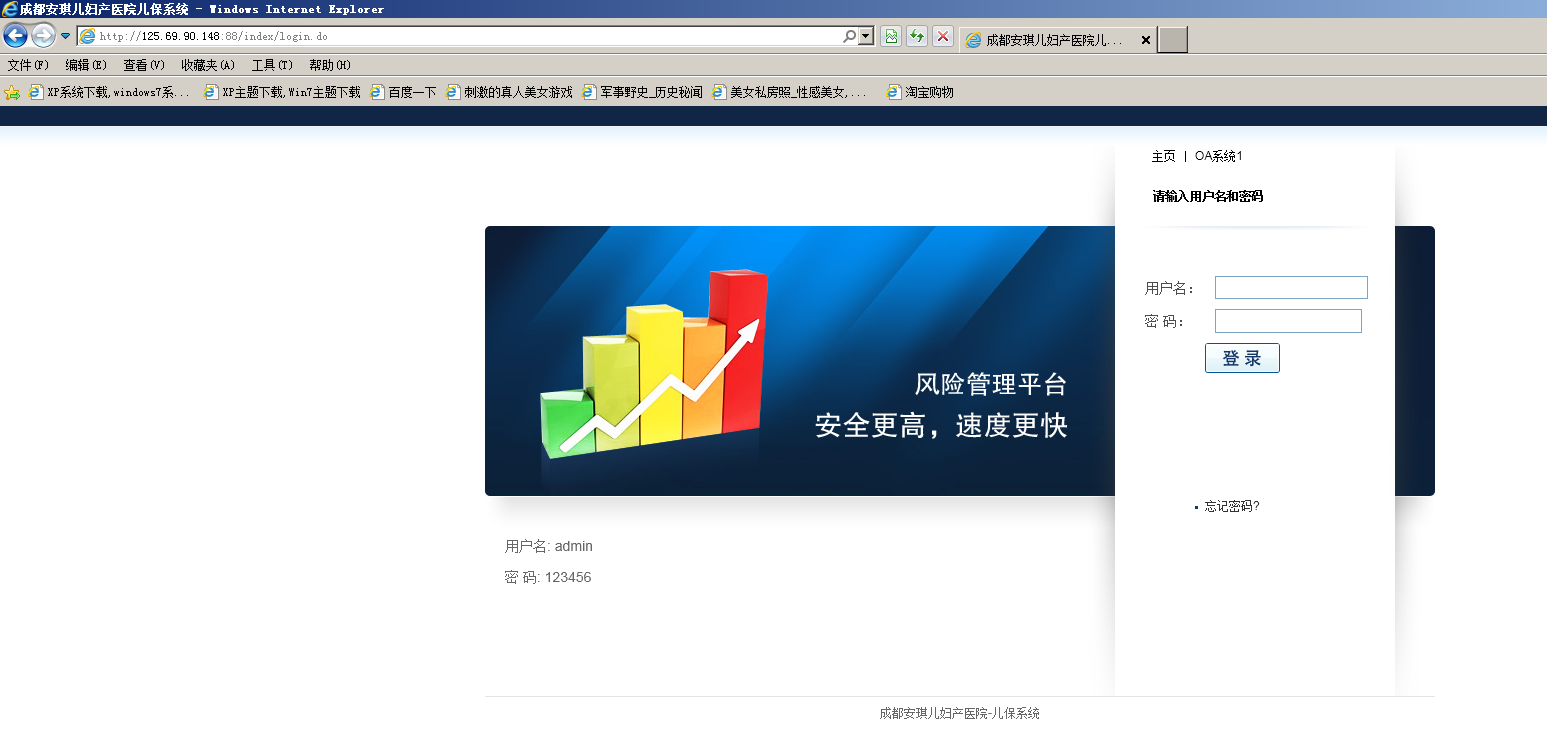 成都安琪儿妇产医院儿保系统 - Windows Internet Explorer
http://125.69.90.148:88/index/login.do
成都安琪儿妇产医院儿...
文件(F) 编辑(E) 查看(V) 收藏夹(A) 工具(T) 帮助(H)
XP系统下载,windows7系... XP主题下载,Win7主题下载 百度一下 刺激的真人美女游戏 军事野史_历史秘闻 美女私房照_性感美女,... 淘宝购物
主页 | OA系统1
请输入用户名和密码
用户名：
密 码：
登 录
风险管理平台
安全更高，速度更快
忘记密码?
用户名: admin
密 码: 123456
成都安琪儿妇产医院-儿保系统